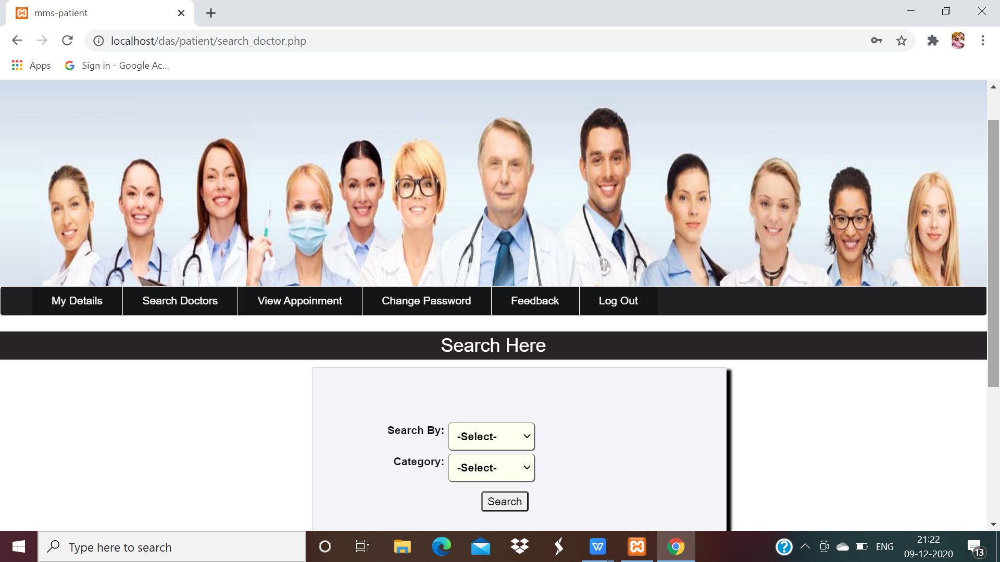 mms-patient
localhost/das/patient/search_doctor.php
Apps
Sign in - Google Ac...
My Details
Search Doctors
View Appoinment
Change Password
Feedback
Log Out
Search Here
Search By:
-Select-
Category:
-Select-
Search
Type here to search
ENG
21:22
09-12-2020
13